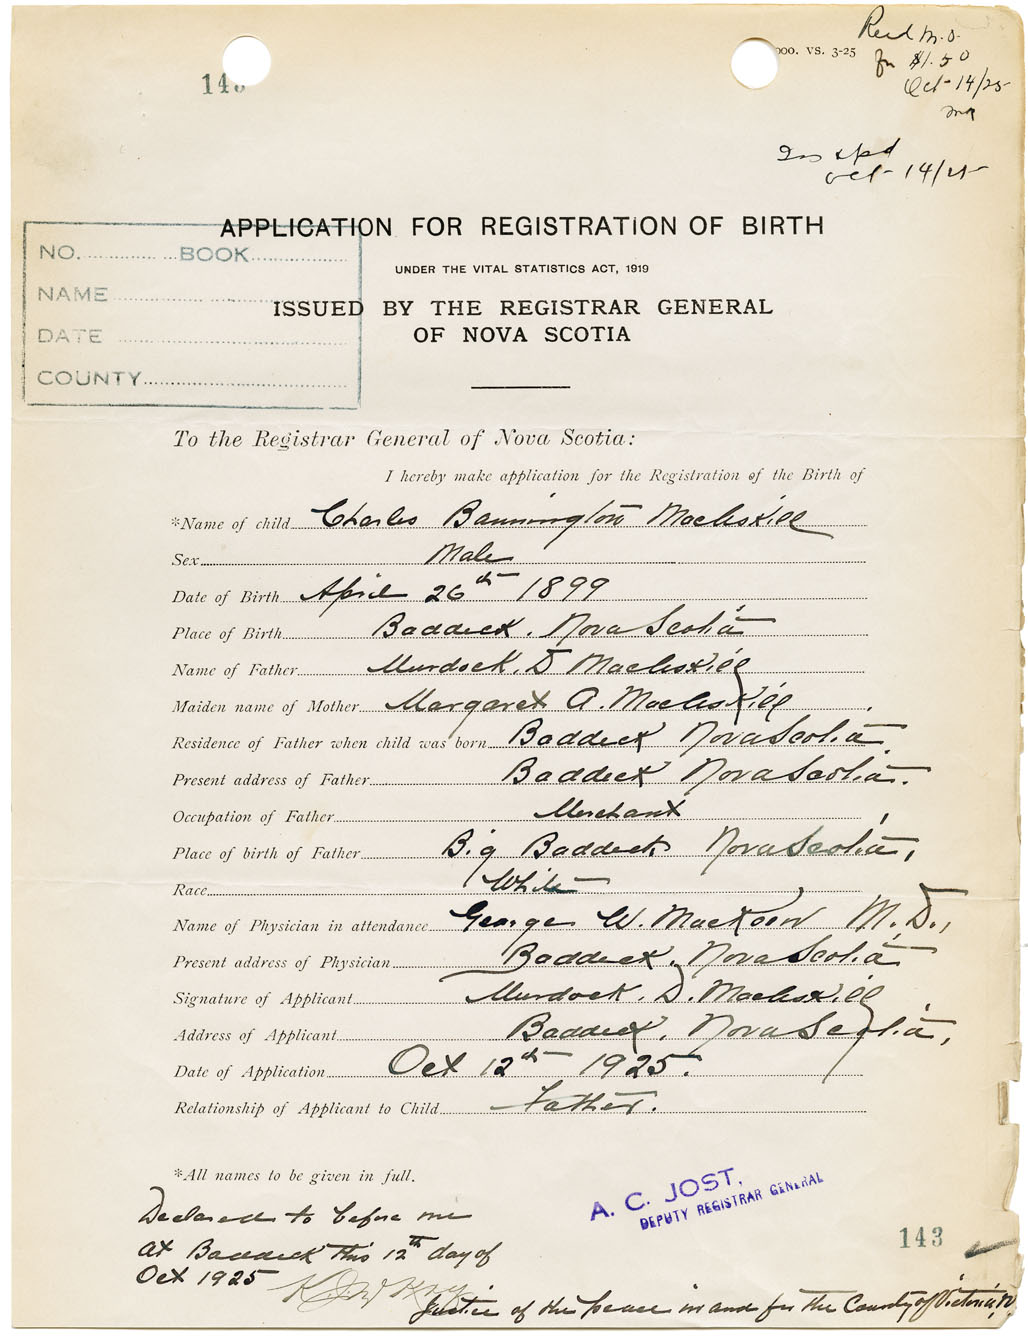 Recd M.O.
for $1.50
Oct 14/25
000. VS. 3-25
143
Oct 14/25
APPLICATION FOR REGISTRATION OF BIRTH
UNDER THE VITAL STATISTICS ACT, 1919
ISSUED BY THE REGISTRAR GENERAL
OF NOVA SCOTIA
NO. BOOK
NAME
DATE
COUNTY
To the Registrar General of Nova Scotia:
I hereby make application for the Registration of the Birth of
*Name of child Charles Bannington MacAskill
Sex Male
Date of Birth April 26th 1899
Place of Birth Baddeck, Nova Scotia
Name of Father Murdock. D MacAskill
Maiden name of Mother Margaret A. MacAskill
Residence of Father when child was born Baddeck Nova Scotia
Present address of Father Baddeck Nova Scotia.
Occupation of Father Merchant
Place of birth of Father Big Baddeck Nova Scotia,
Race White
Name of Physician in attendance George W. M. D.,
Present address of Physician Baddeck, Nova Scotia
Signature of Applicant Murdock. D. MacAskill
Address of Applicant Baddeck, Nova Scotia,
Date of Application Oct 12th 1925.
Relationship of Applicant to Child Father.
*All names to be given in full.
A. C. JOST,
DEPUTY REGISTRAR GENERAL
Declared to before me
at Baddeck this 12th day of
Oct 1925
Justice of the peace in and for the County of Victoria,
143